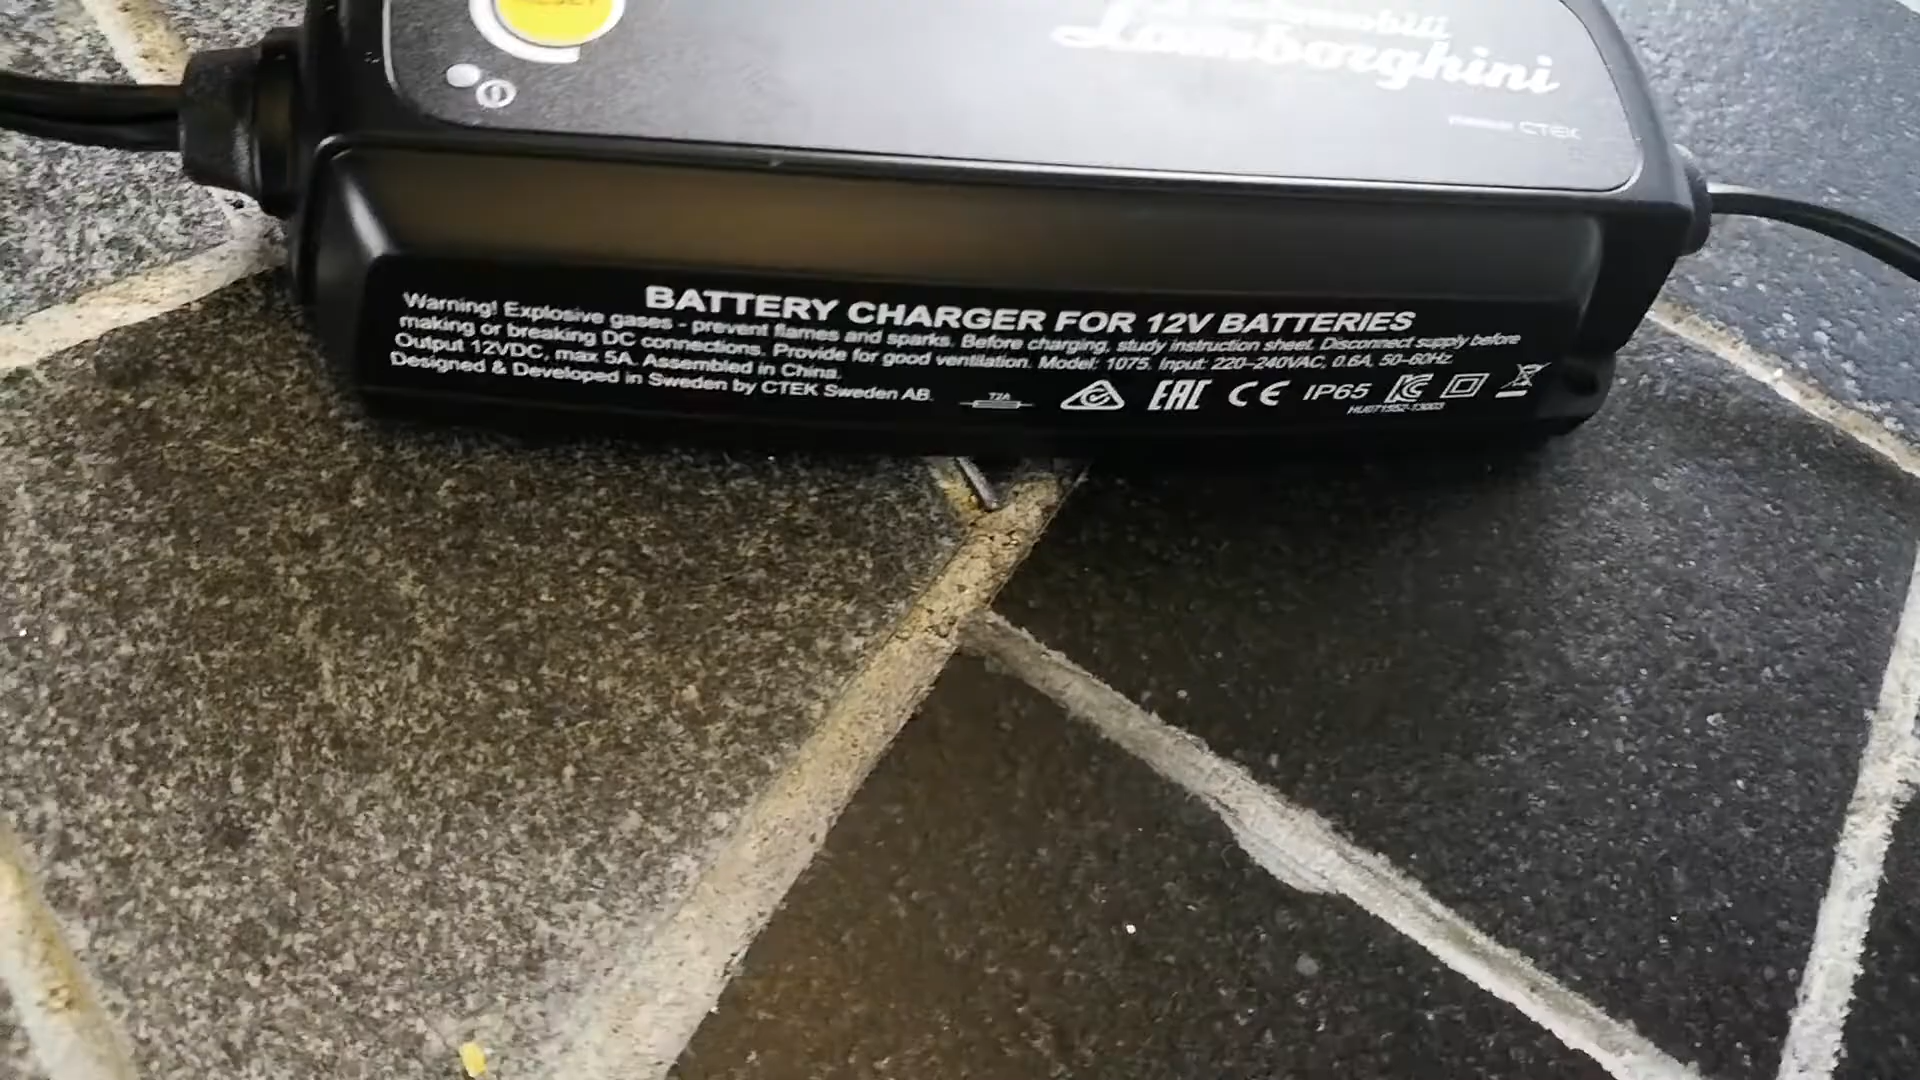 RESET
Automobili
Lamborghini
CTEK
BATTERY CHARGER FOR 12V BATTERIES
Warning! Explosive gases - prevent flames and sparks. Before charging, study instruction sheet. Disconnect supply before
making or breaking DC connections. Provide for good ventilation. Model: 1075. Input: 220-240VAC, 0.6A, 50-60Hz.
Output 12VDC, max 5A. Assembled in China.
Designed & Developed in Sweden by CTEK Sweden AB.
T2A
EAC CE IP65